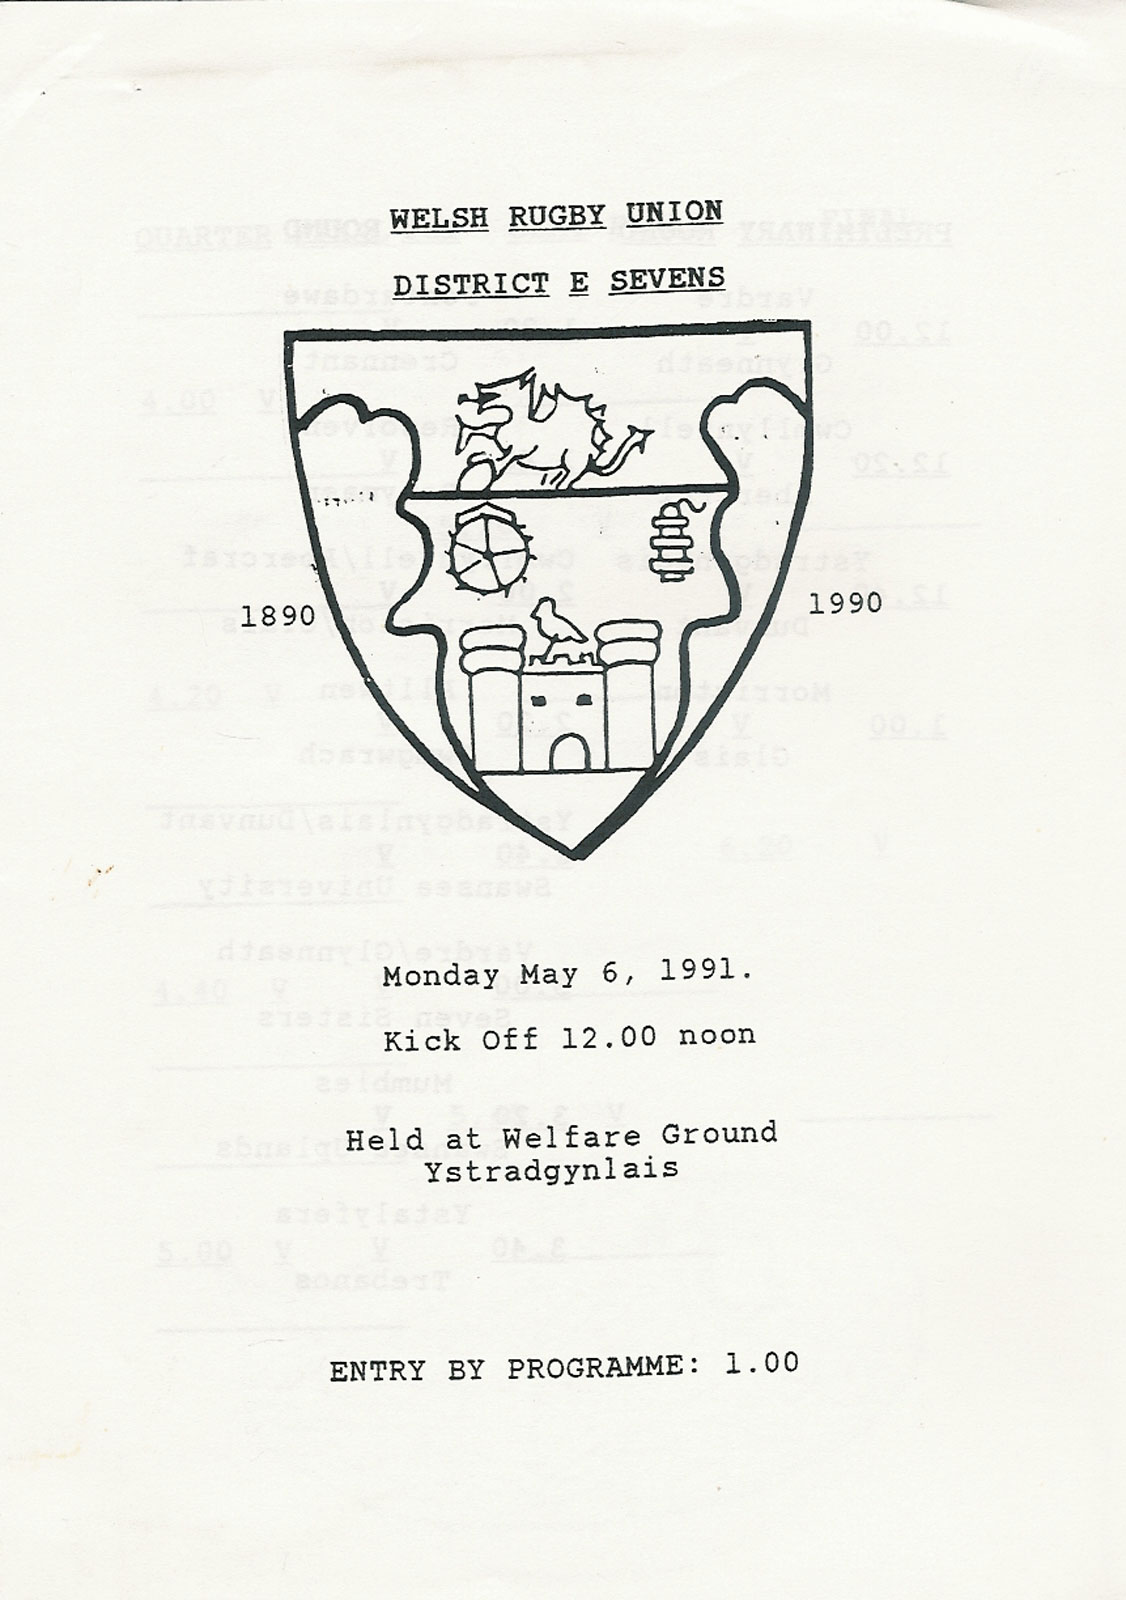 WELSH RUGBY UNION
DISTRICT E SEVENS
1890
1990
Monday May 6, 1991.
Kick Off 12.00 noon
Held at Welfare Ground
Ystradgynlais
ENTRY BY PROGRAMME: 1.00